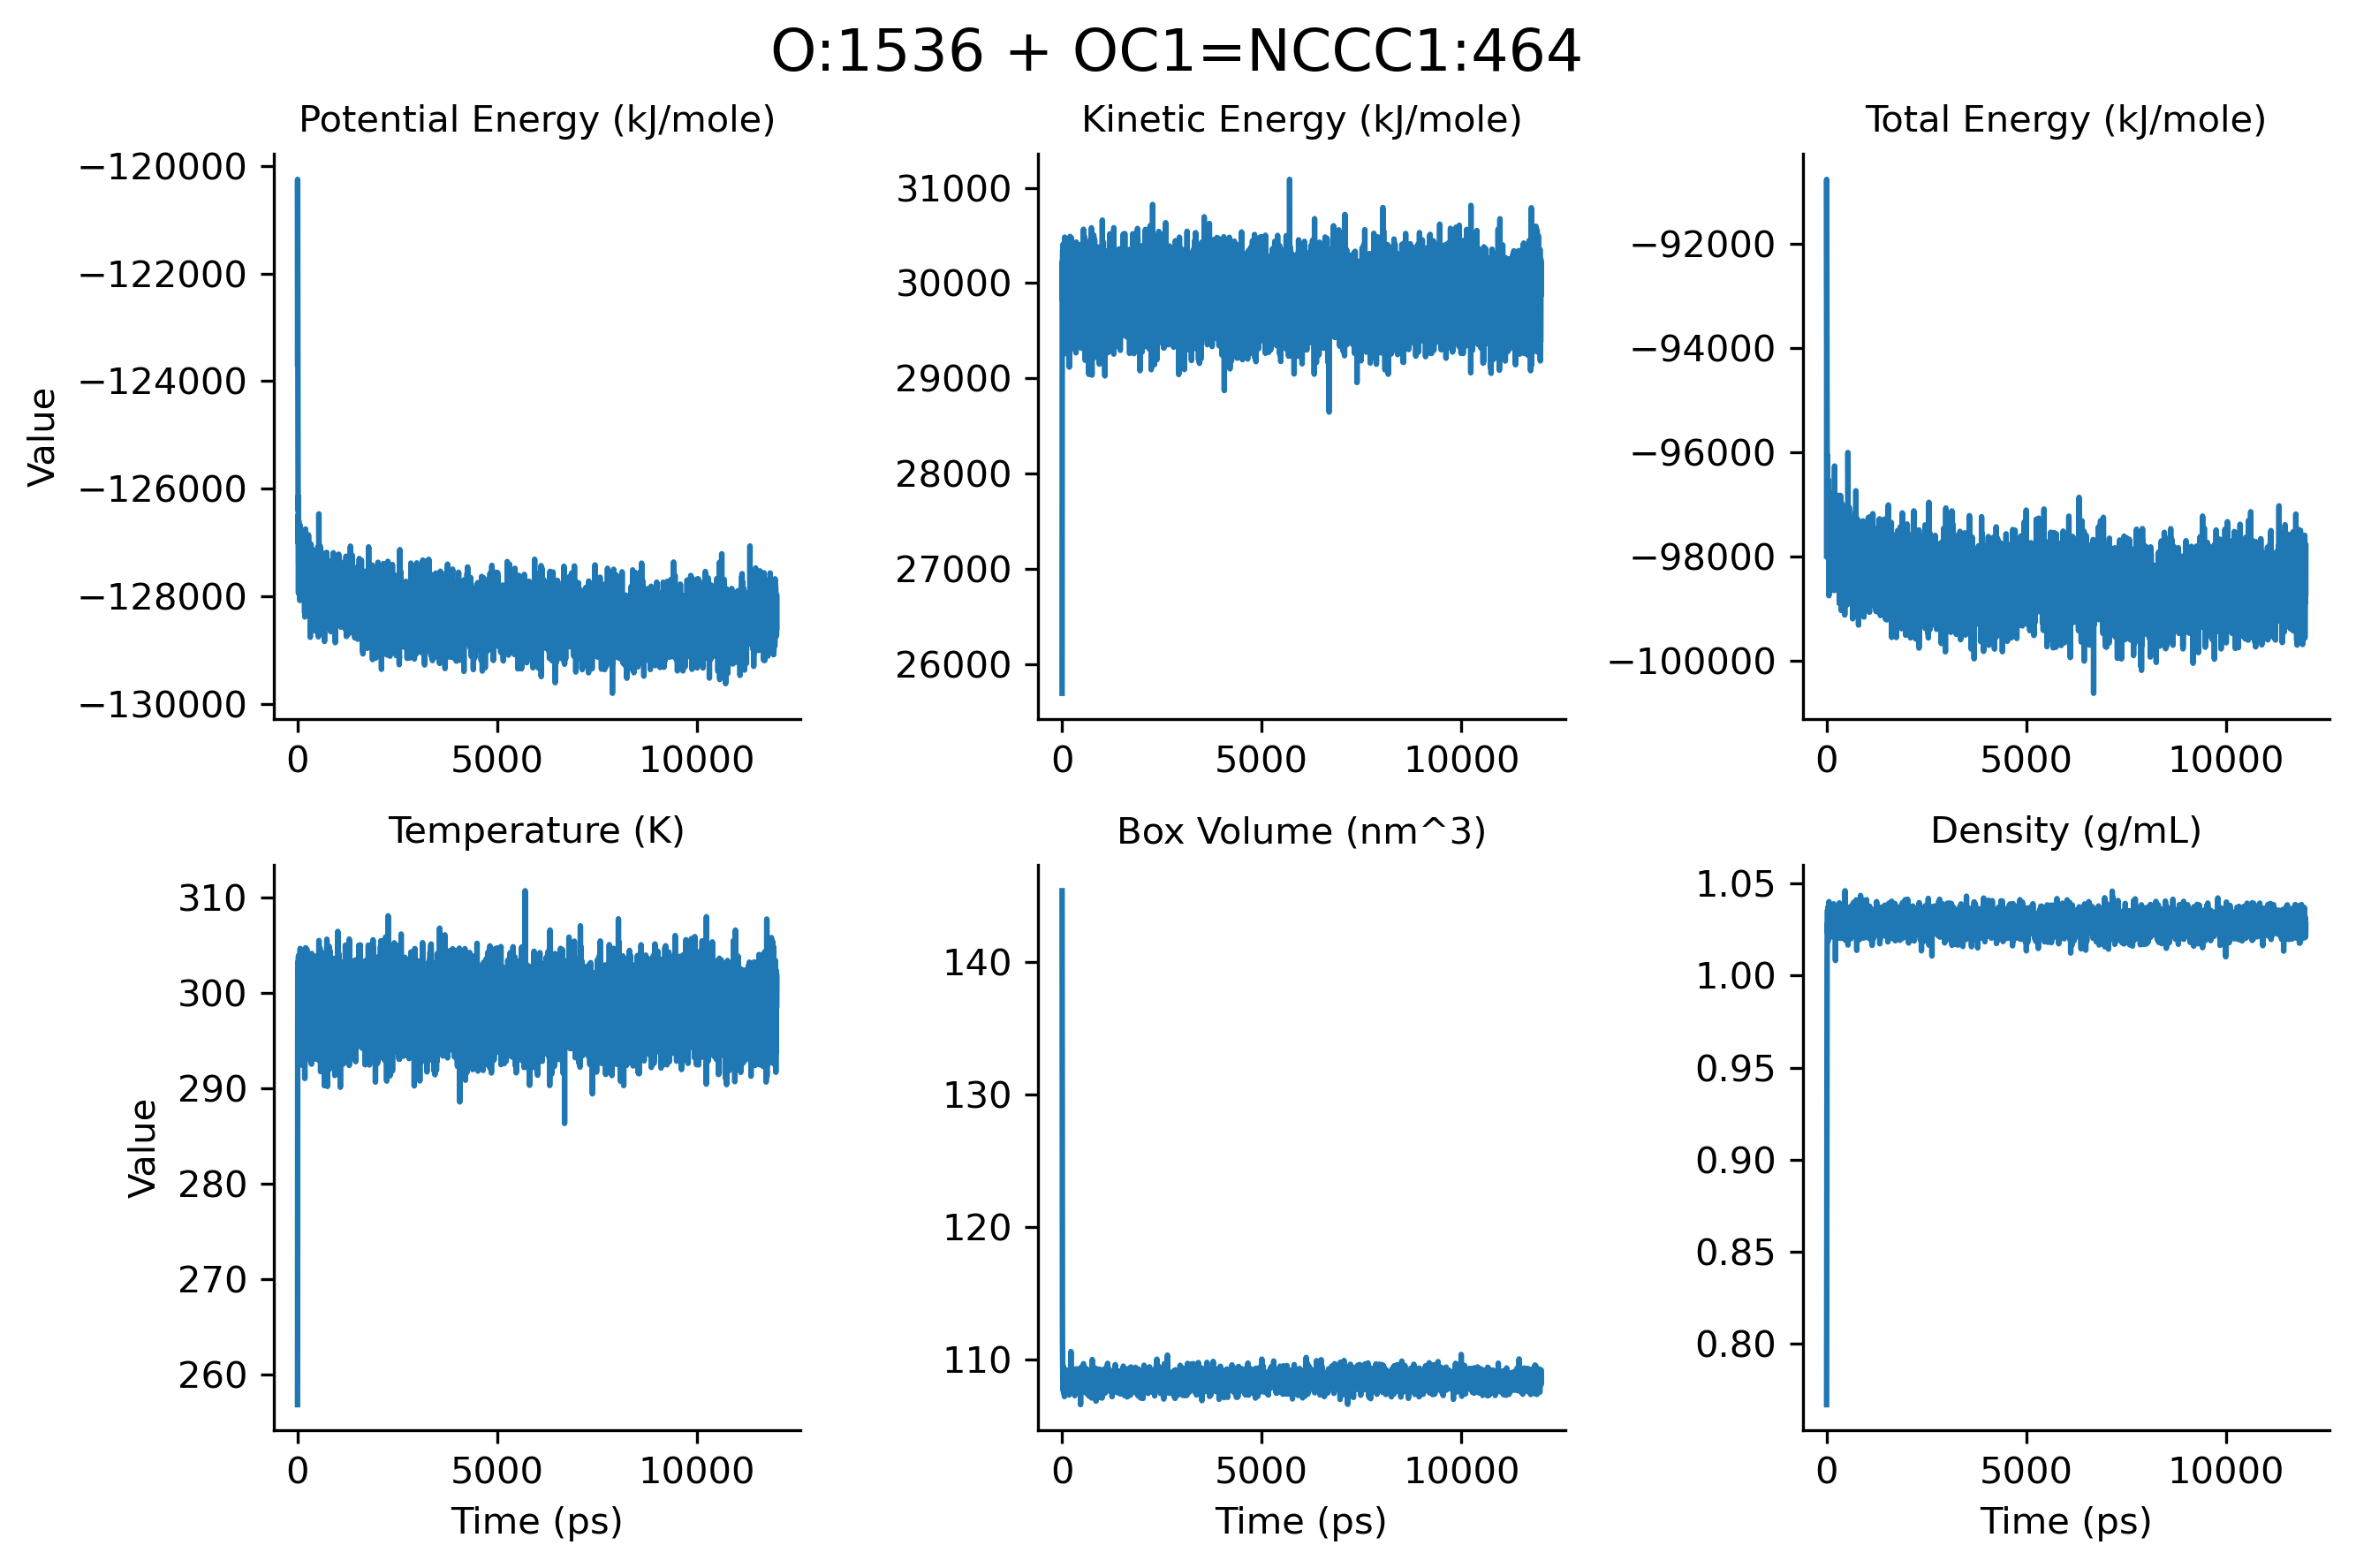 O:1536 + OC1=NCCC1:464
Potential Energy (kJ/mole)
Kinetic Energy (kJ/mole)
Total Energy (kJ/mole)
Value
−120000
−122000
−124000
−126000
−128000
−130000
0 5000 10000
31000
30000
29000
28000
27000
26000
0 5000 10000
−92000
−94000
−96000
−98000
−100000
0 5000 10000
Temperature (K)
Box Volume (nm^3)
Density (g/mL)
Value
310
300
290
280
270
260
0 5000 10000
Time (ps)
140
130
120
110
0 5000 10000
Time (ps)
1.05
1.00
0.95
0.90
0.85
0.80
0 5000 10000
Time (ps)